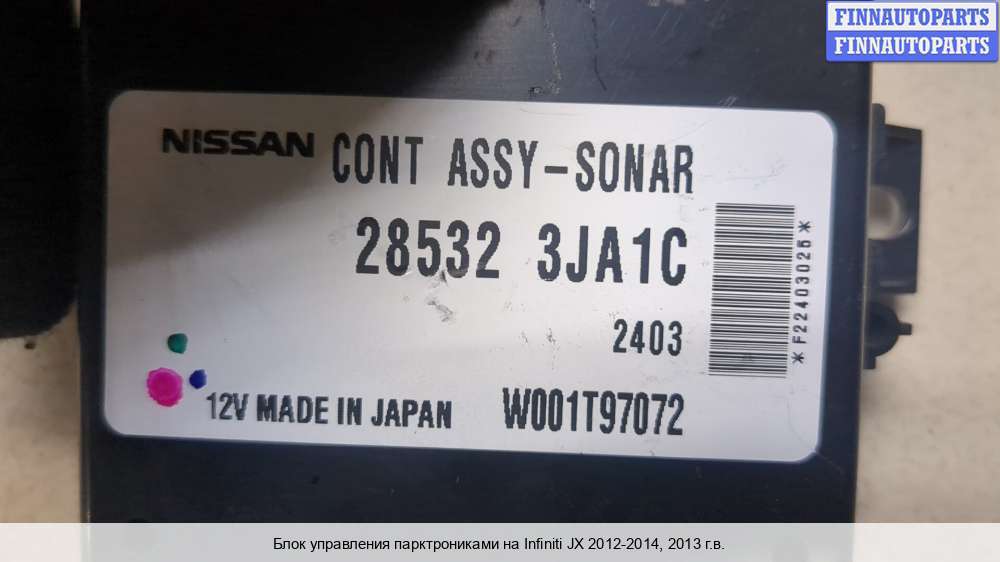 FINNAUTOPARTS
FINNAUTOPARTS
NISSAN CONT ASSY-SONAR
28532 3JA1C
2403
*F22403025*
12V MADE IN JAPAN W001T97072
Блок управления парктрониками на Infiniti JX 2012-2014, 2013 г.в.